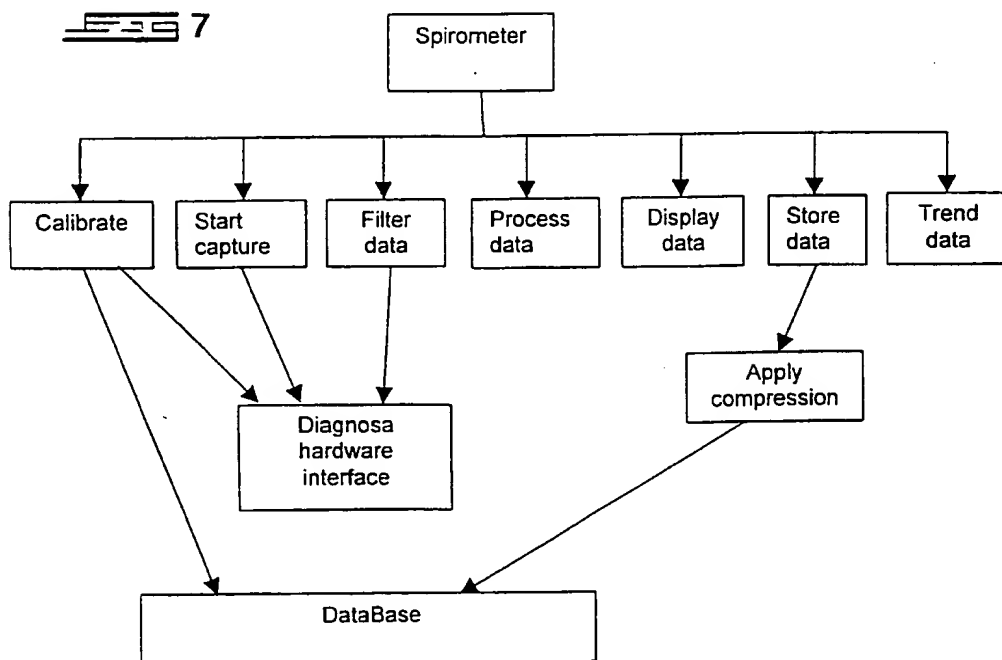 FIG 7
Spirometer
Calibrate
Start
capture
Filter
data
Process
data
Display
data
Store
data
Trend
data
Apply
compression
Diagnosa
hardware
interface
DataBase